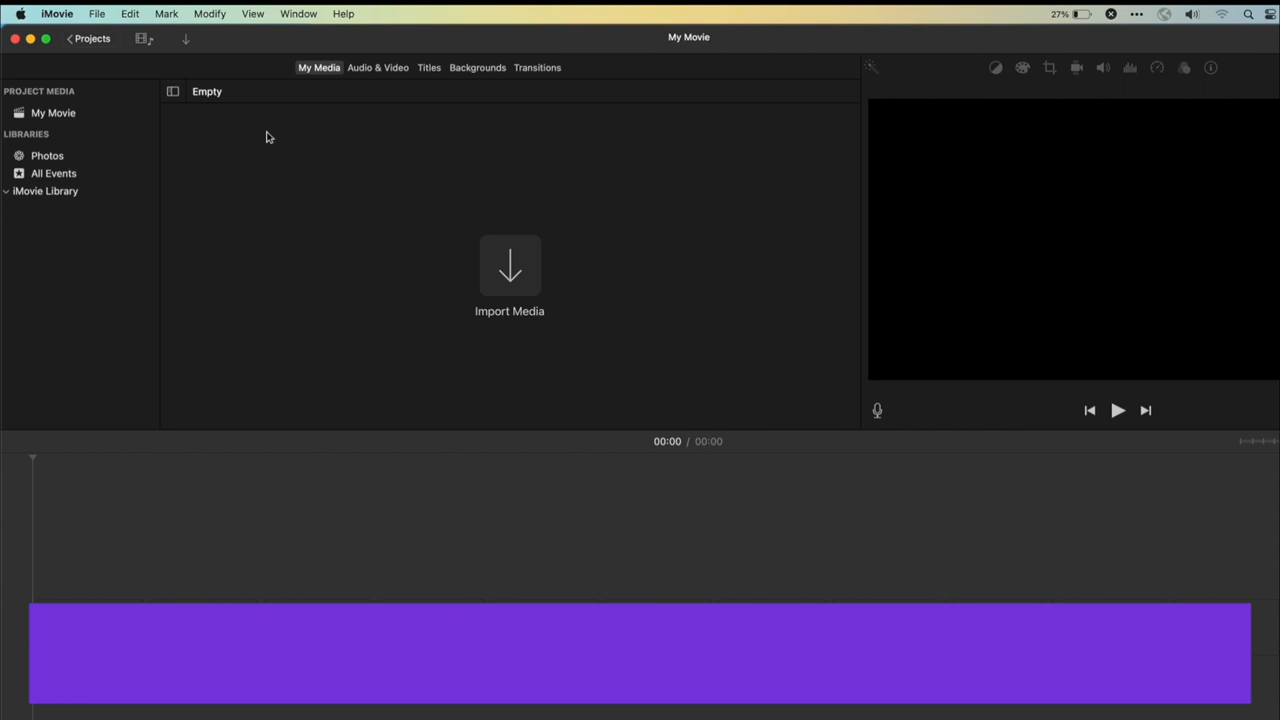 iMovie File Edit Mark Modify View Window Help 27%
Projects My Movie
My Media Audio & Video Titles Backgrounds Transitions
PROJECT MEDIA
Empty
My Movie
LIBRARIES
Photos
All Events
iMovie Library
Import Media
00:00 / 00:00